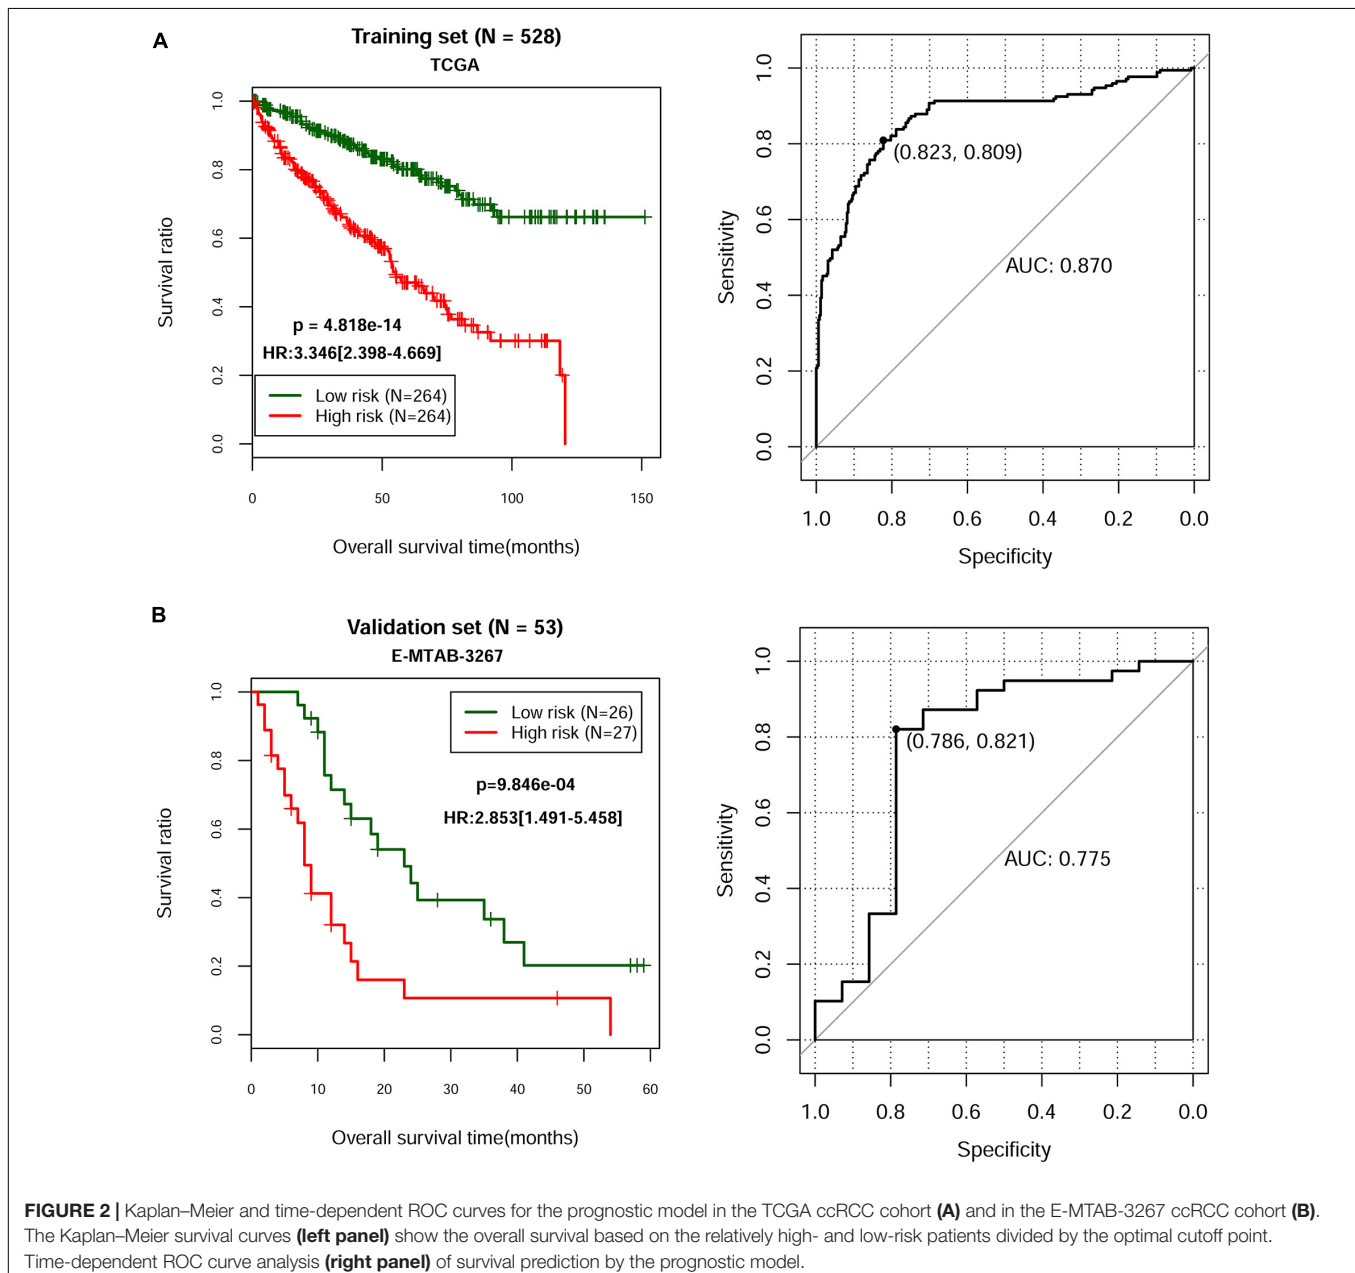 A
Training set (N = 528)
TCGA
Survival ratio
0.0
0.2
0.4
0.6
0.8
1.0
p = 4.818e-14
HR:3.346[2.398-4.669]
Low risk (N=264)
High risk (N=264)
0
50
100
150
Overall survival time(months)
Sensitivity
0.0
0.2
0.4
0.6
0.8
1.0
(0.823, 0.809)
AUC: 0.870
1.0
0.8
0.6
0.4
0.2
0.0
Specificity
B
Validation set (N = 53)
E-MTAB-3267
Survival ratio
0.0
0.2
0.4
0.6
0.8
1.0
Low risk (N=26)
High risk (N=27)
p=9.846e-04
HR:2.853[1.491-5.458]
0
10
20
30
40
50
60
Overall survival time(months)
Sensitivity
0.0
0.2
0.4
0.6
0.8
1.0
(0.786, 0.821)
AUC: 0.775
1.0
0.8
0.6
0.4
0.2
0.0
Specificity
FIGURE 2 | Kaplan–Meier and time-dependent ROC curves for the prognostic model in the TCGA ccRCC cohort (A) and in the E-MTAB-3267 ccRCC cohort (B).
The Kaplan–Meier survival curves (left panel) show the overall survival based on the relatively high- and low-risk patients divided by the optimal cutoff point.
Time-dependent ROC curve analysis (right panel) of survival prediction by the prognostic model.